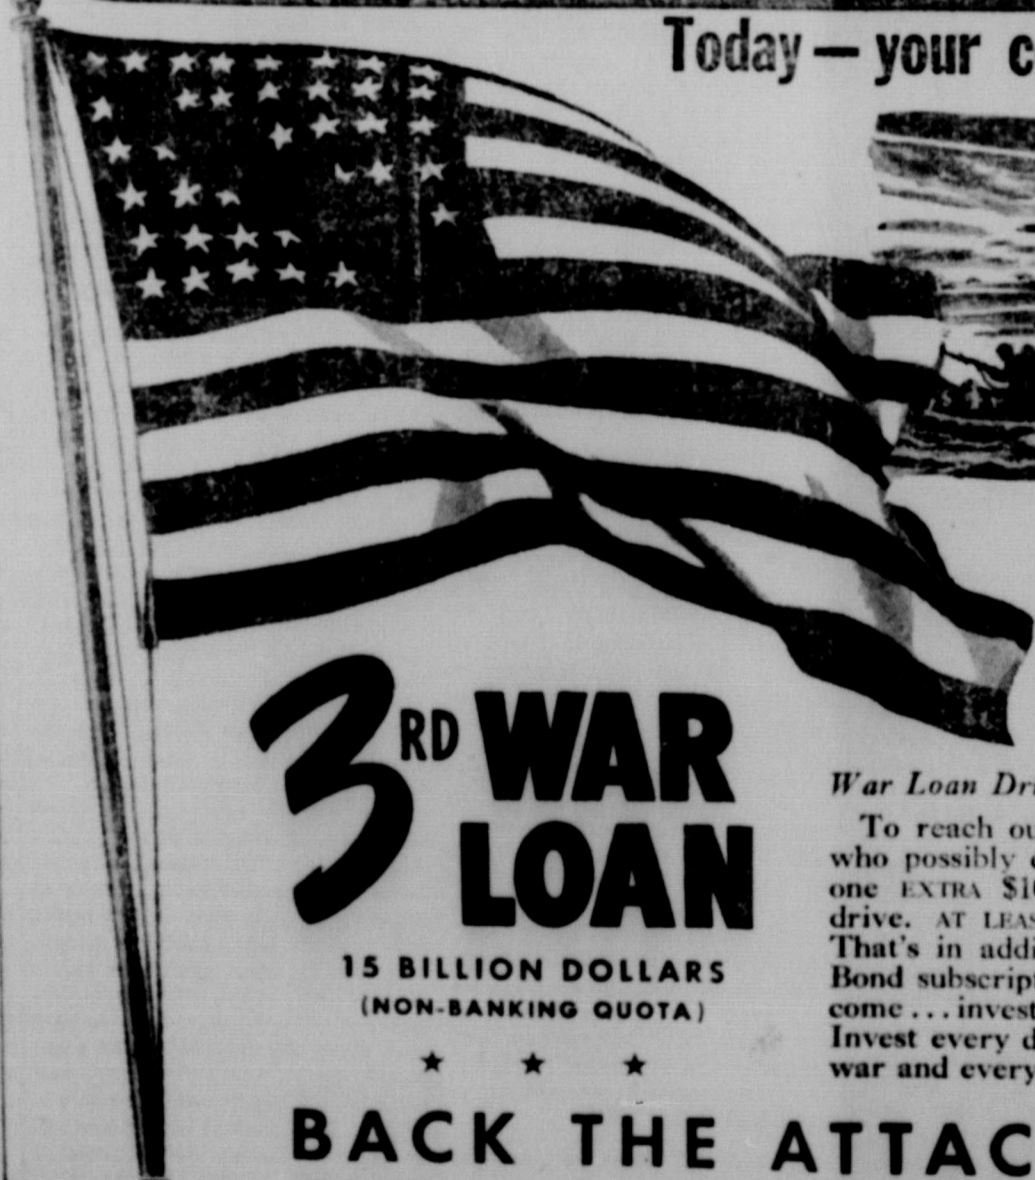 Today — your
3RD WAR
LOAN
15 BILLION DOLLARS
(NON-BANKING QUOTA)
War Loan
To reach
who possibly
one EXTRA
drive. AT
That's in
Bond
come... invest
Invest every
war and every
BACK THE